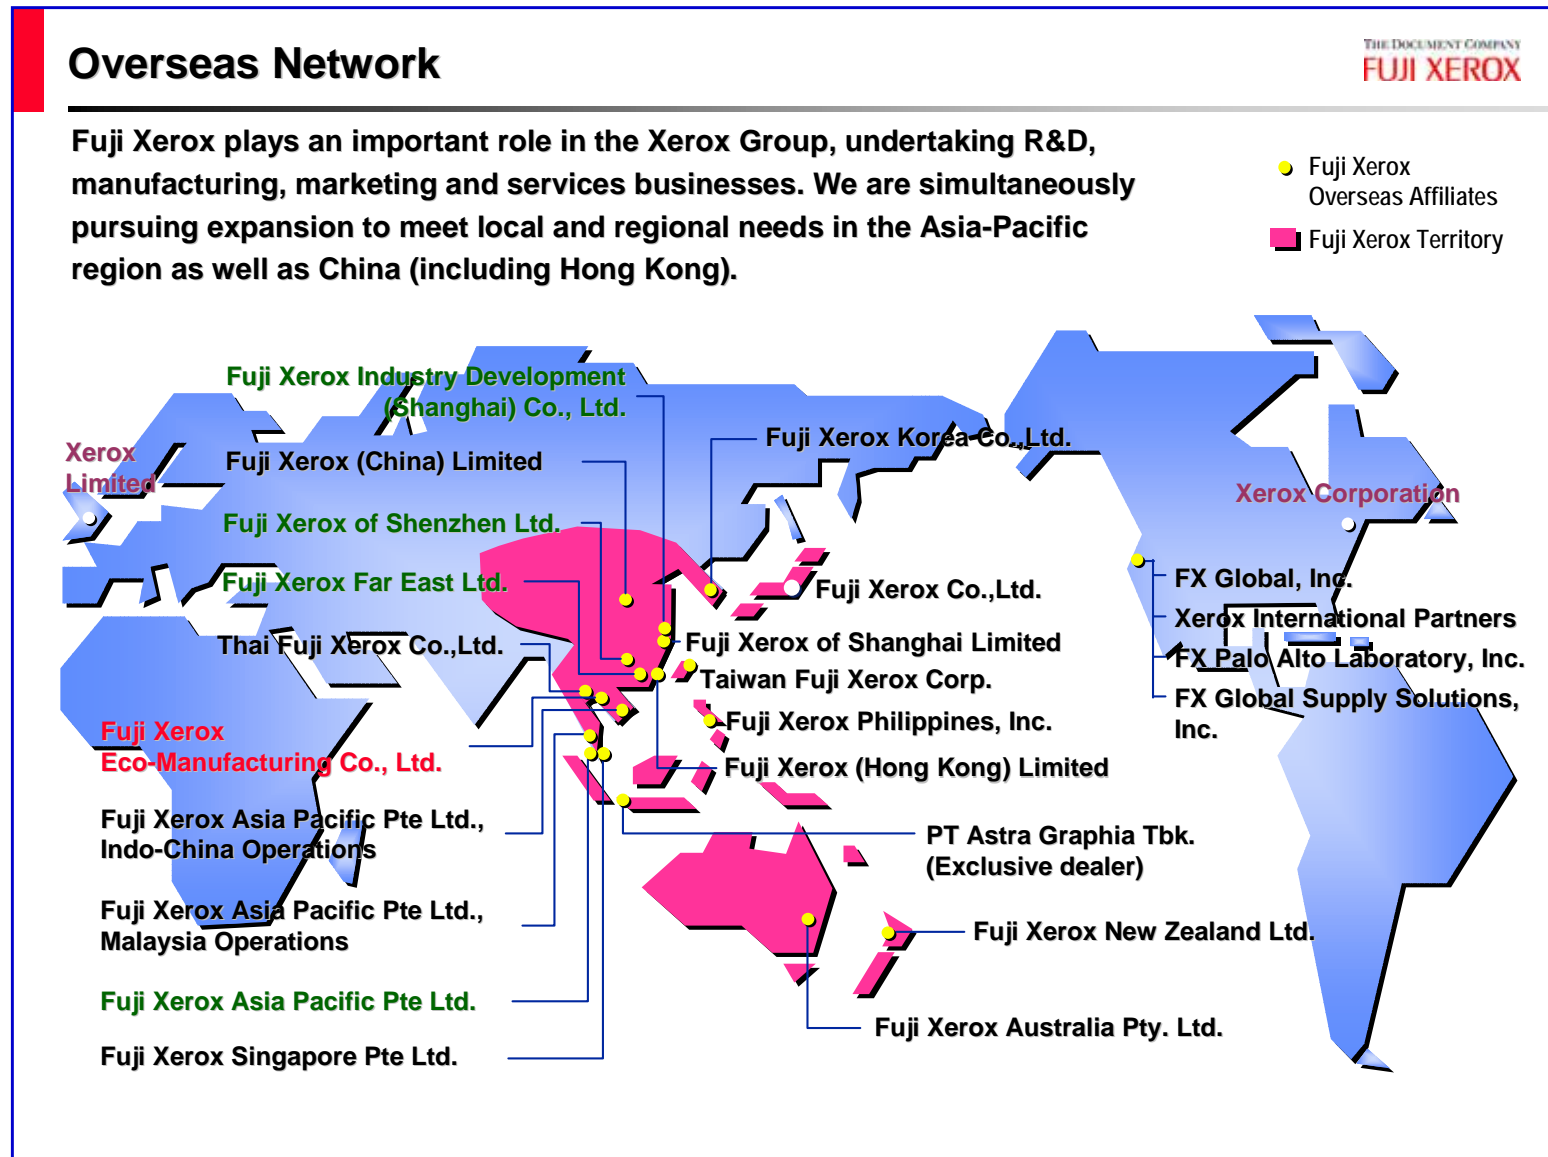 Overseas Network
THE DOCUMENT COMPANY
FUJI XEROX
Fuji Xerox plays an important role in the Xerox Group, undertaking R&D,
manufacturing, marketing and services businesses. We are simultaneously
pursuing expansion to meet local and regional needs in the Asia-Pacific
region as well as China (including Hong Kong).
Fuji Xerox
Overseas Affiliates
Fuji Xerox Territory
Fuji Xerox Industry Development
(Shanghai) Co., Ltd.
Xerox
Limited
Fuji Xerox (China) Limited
Fuji Xerox Korea Co.,Ltd.
Xerox Corporation
Fuji Xerox of Shenzhen Ltd.
Fuji Xerox Far East Ltd.
Fuji Xerox Co.,Ltd.
FX Global, Inc.
Xerox International Partners
FX Palo Alto Laboratory, Inc.
FX Global Supply Solutions,
Inc.
Thai Fuji Xerox Co.,Ltd.
Fuji Xerox of Shanghai Limited
Taiwan Fuji Xerox Corp.
Fuji Xerox Philippines, Inc.
Fuji Xerox (Hong Kong) Limited
Fuji Xerox
Eco-Manufacturing Co., Ltd.
Fuji Xerox Asia Pacific Pte Ltd.,
Indo-China Operations
PT Astra Graphia Tbk.
(Exclusive dealer)
Fuji Xerox Asia Pacific Pte Ltd.,
Malaysia Operations
Fuji Xerox New Zealand Ltd.
Fuji Xerox Asia Pacific Pte Ltd.
Fuji Xerox Australia Pty. Ltd.
Fuji Xerox Singapore Pte Ltd.